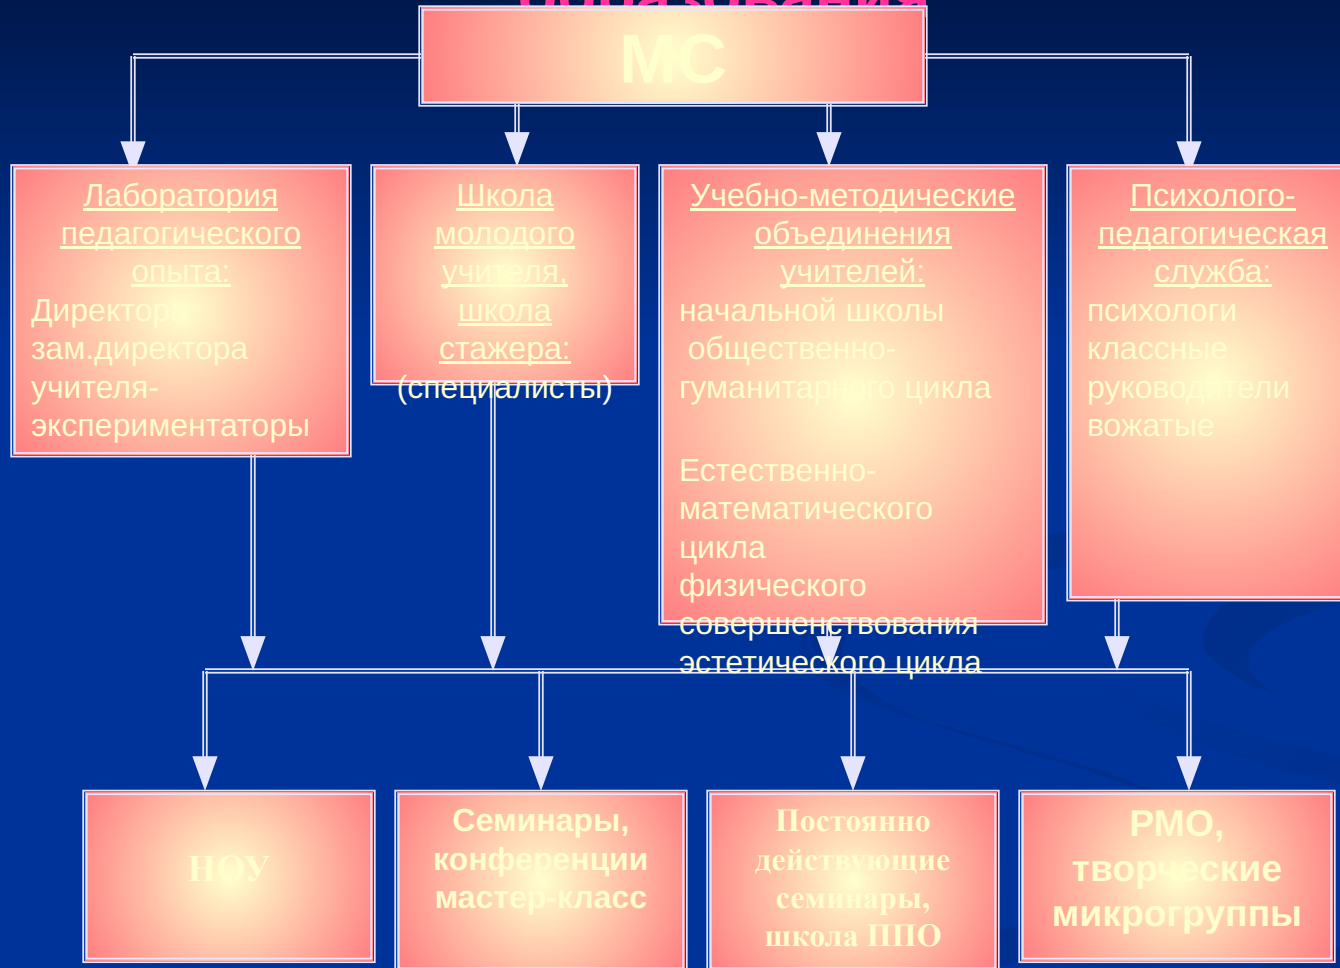 МС
Лаборатория
педагогического
опыта:
Директора
зам.директора
учителя-
экспериментаторы
Школа
молодого
учителя,
школа
стажера:
(специалисты)
Учебно-методические
объединения
учителей:
начальной школы
общественно-
гуманитарного цикла
Естественно-
математического
цикла
физического
совершенствования
эстетического цикла
Психолого-
педагогическая
служба:
психологи
классные
руководители
вожатые
НОУ
Семинары,
конференции
мастер-класс
Постоянно
действующие
семинары,
школа ППО
РМО,
творческие
микрогруппы